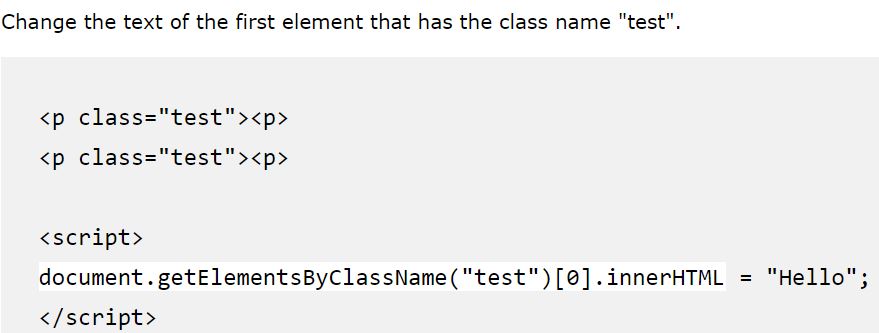 Change the text of the first element that has the class name "test".
<p class="test"><p>
<p class="test"><p>
<script>
document.getElementsByClassName("test")[0].innerHTML = "Hello";
</script>